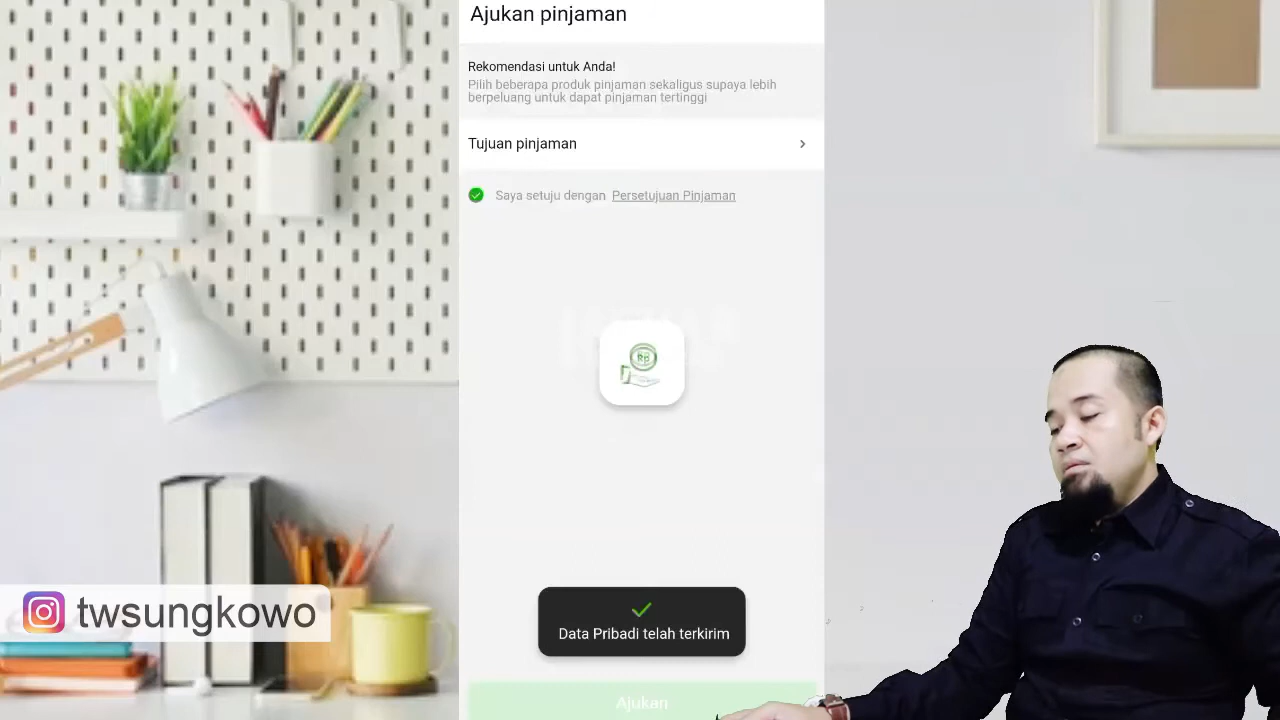 Ajukan pinjaman
Rekomendasi untuk Anda!
Pilih beberapa produk pinjaman sekaligus supaya lebih
berpeluang untuk dapat pinjaman tertinggi
Tujuan pinjaman
Saya setuju dengan Persetujuan Pinjaman
Rp
twsungkowo
Data Pribadi telah terkirim
Ajukan